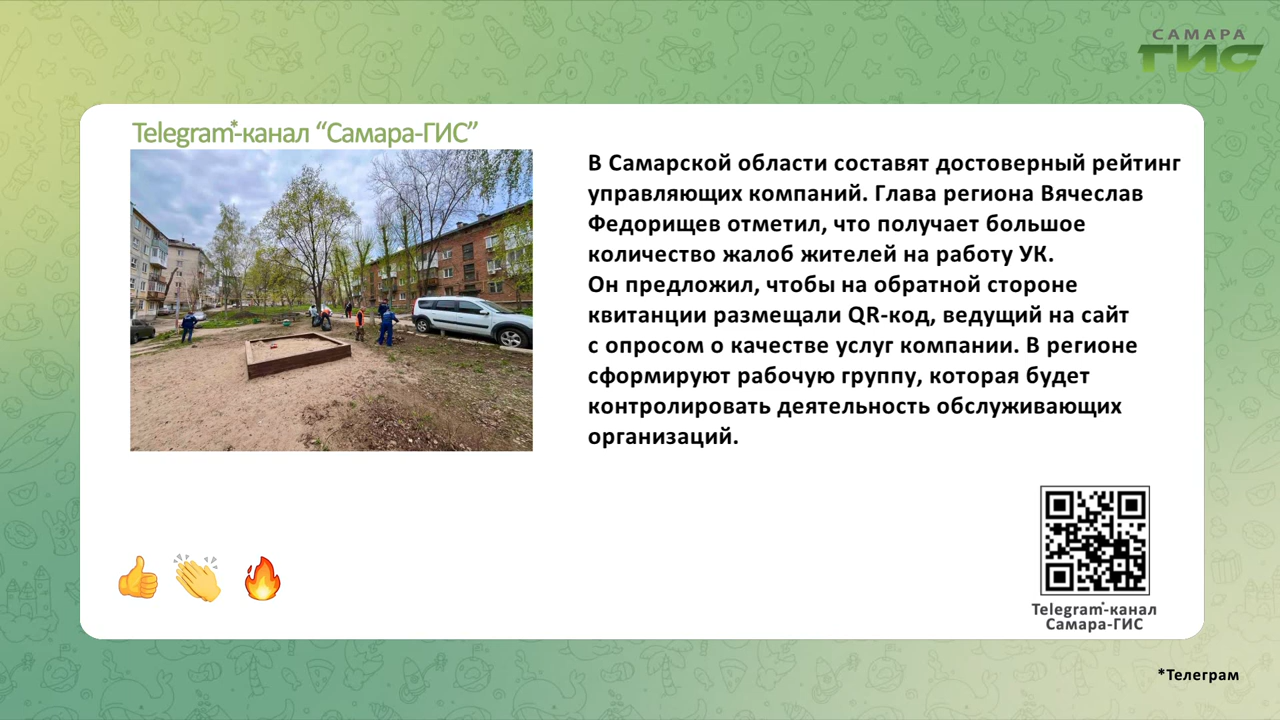 САМАРА
ГИС
Telegram*-канал “Самара-ГИС”
В Самарской области составят достоверный рейтинг
управляющих компаний. Глава региона Вячеслав
Федорищев отметил, что получает большое
количество жалоб жителей на работу УК.
Он предложил, чтобы на обратной стороне
квитанции размещали QR-код, ведущий на сайт
с опросом о качестве услуг компании. В регионе
сформируют рабочую группу, которая будет
контролировать деятельность обслуживающих
организаций.
Telegram*-канал
Самара-ГИС
*Телеграм